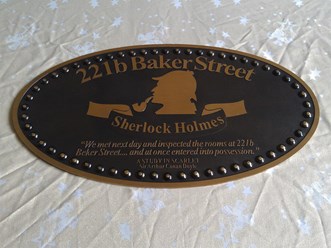 221b Baker Street
Sherlock Holmes
"We met next day and inspected the rooms at 221b
Baker Street.... and at once entered into possession."
A STUDY IN SCARLET
Sir Arthur Conan Doyle